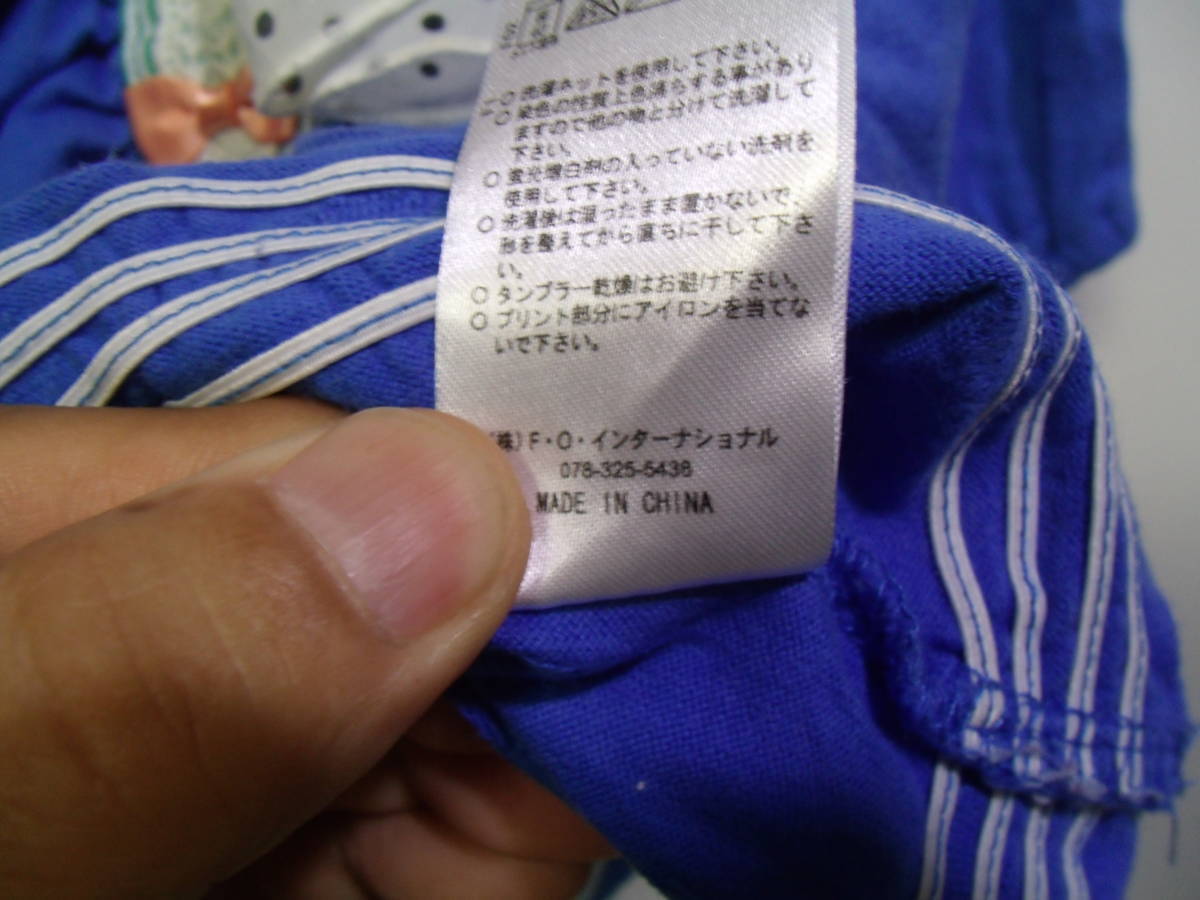 ○洗濯ネットを使用して下さい。
○染色の性質上色落ちする事があり
ますので他の物と分けて洗濯して
下さい。
○蛍光増白剤の入っていない洗剤を
使用して下さい。
○洗濯後は湿ったまま置かないで、
形を整えてから直ちに干して下さ
い。
○タンブラー乾燥はお避け下さい。
○プリント部分にアイロンを当てな
いで下さい。
(株)F・O・インターナショナル
078-325-5438
MADE IN CHINA